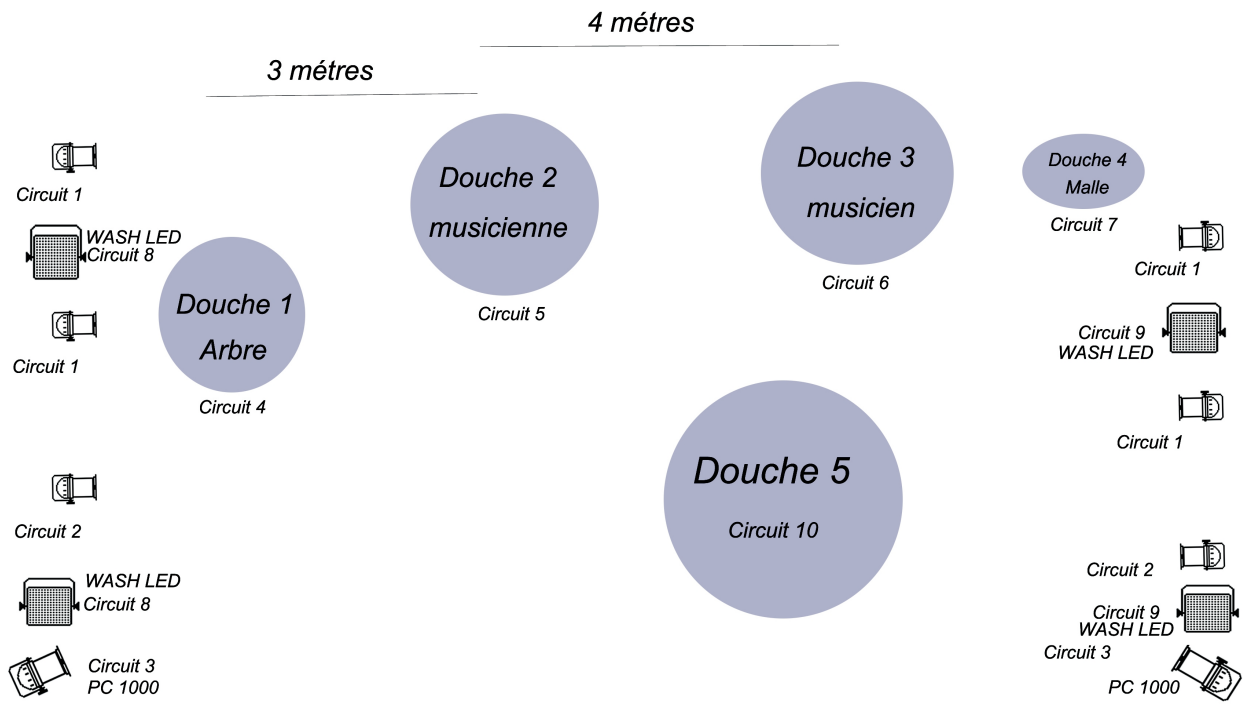 4 métres
3 métres
Circuit 1
WASH LED
Circuit 8
Circuit 1
Douche 1
Arbre
Circuit 4
Douche 2
musicienne
Circuit 5
Douche 3
musicien
Circuit 6
Douche 4
Malle
Circuit 7
Circuit 1
Circuit 9
WASH LED
Circuit 1
Douche 5
Circuit 10
Circuit 2
WASH LED
Circuit 8
Circuit 3
PC 1000
Circuit 2
Circuit 9
WASH LED
Circuit 3
PC 1000